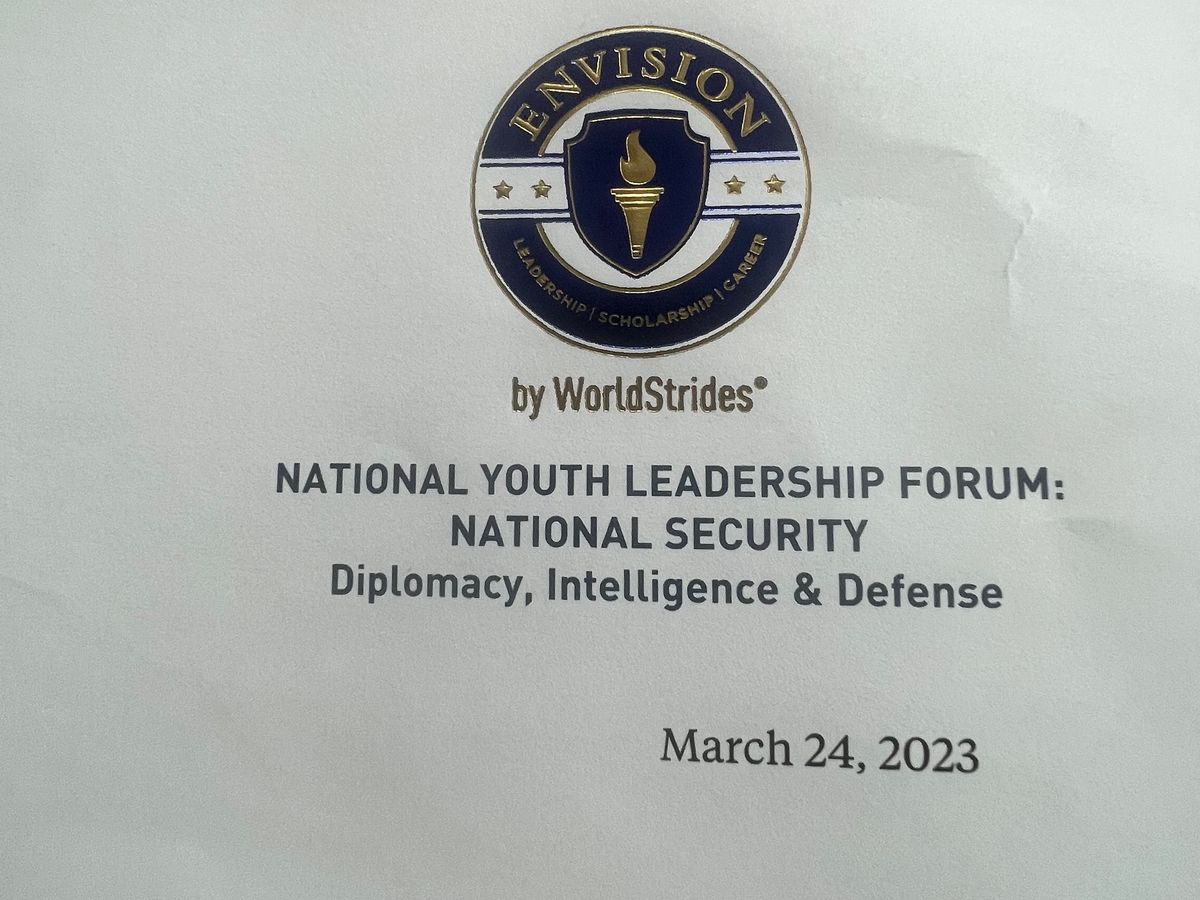 ENVISION
LEADERSHIP | SCHOLARSHIP | CAREER
by WorldStrides®
NATIONAL YOUTH LEADERSHIP FORUM:
NATIONAL SECURITY
Diplomacy, Intelligence & Defense
March 24, 2023